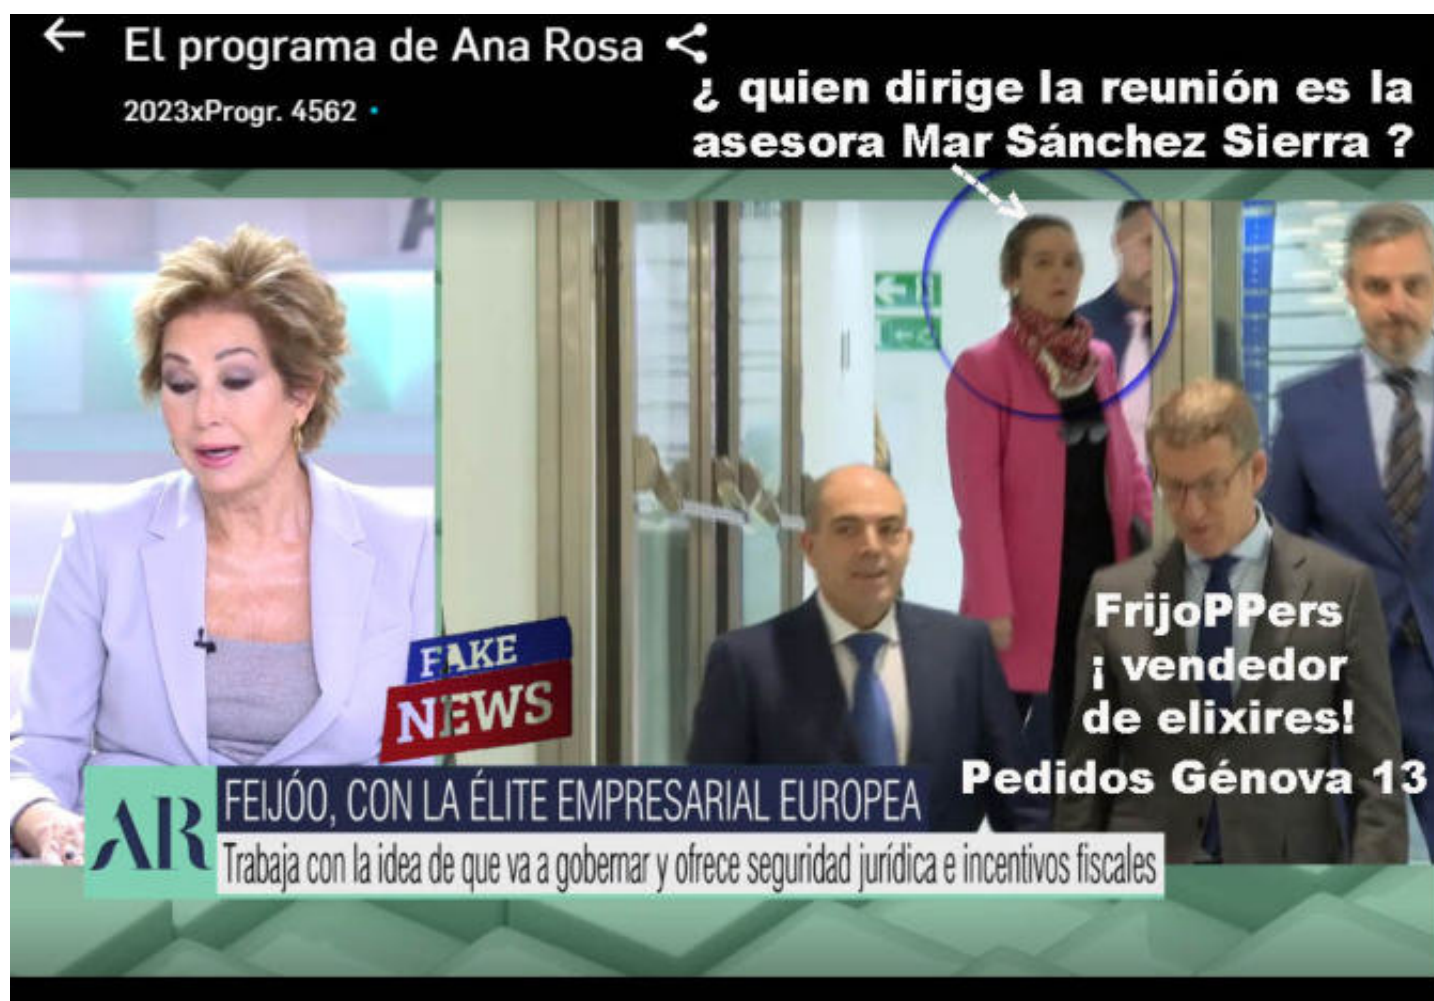 El programa de Ana Rosa
2023xProgr. 4562
¿ quien dirige la reunión es la
asesora Mar Sánchez Sierra ?
FAKE
NEWS
FrijoPPers
¡ vendedor
de elixires!
Pedidos Génova 13
AR
FEIJÓO, CON LA ÉLITE EMPRESARIAL EUROPEA
Trabaja con la idea de que va a gobernar y ofrece seguridad jurídica e incentivos fiscales